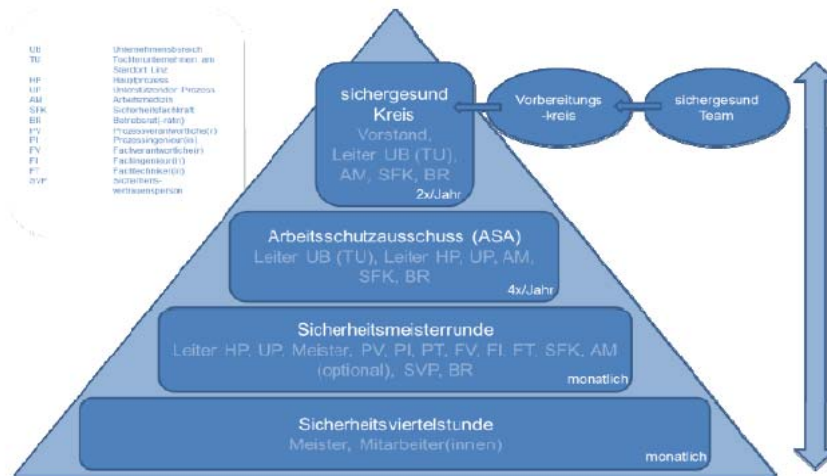 UB Unternehmensbereich
TU Tochterunternehmen am
Standort Linz
HP Hauptprozess
UP Unterstützender Prozess
AM Arbeitsmedizin
SFK Sicherheitsfachkraft
BR Betriebsrat(-rätin)
PV Prozessverantwortliche(r)
PI Prozessingenieur(in)
FV Fachverantwortliche(r)
FI Fachingenieur(in)
FT Fachtechniker(in)
SVP Sicherheits-
vertrauensperson
sichergesund
Kreis
Vorstand,
Leiter UB (TU),
AM, SFK, BR
2x/Jahr
Vorbereitungs
-kreis
sichergesund
Team
Arbeitsschutzausschuss (ASA)
Leiter UB (TU), Leiter HP, UP, AM,
SFK, BR
4x/Jahr
Sicherheitsmeisterrunde
Leiter HP, UP, Meister, PV, PI, PT, FV, FI, FT, SFK, AM
(optional), SVP, BR
monatlich
Sicherheitsviertelstunde
Meister, Mitarbeiter(innen)
monatlich